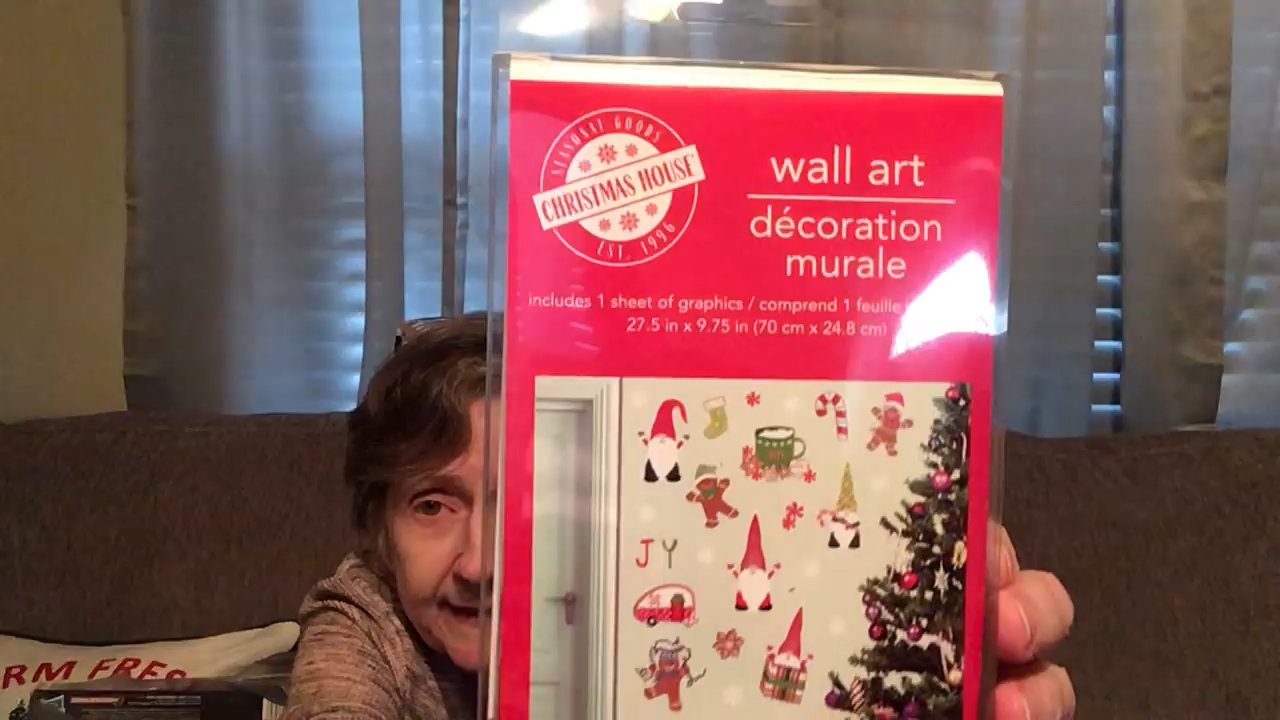 SEASONAL GOODS
CHRISTMAS HOUSE
EST. 1996
wall art
décoration
murale
includes 1 sheet of graphics / comprend 1 feuille
27.5 in x 9.75 in (70 cm x 24.8 cm)
J Y
RM FRES